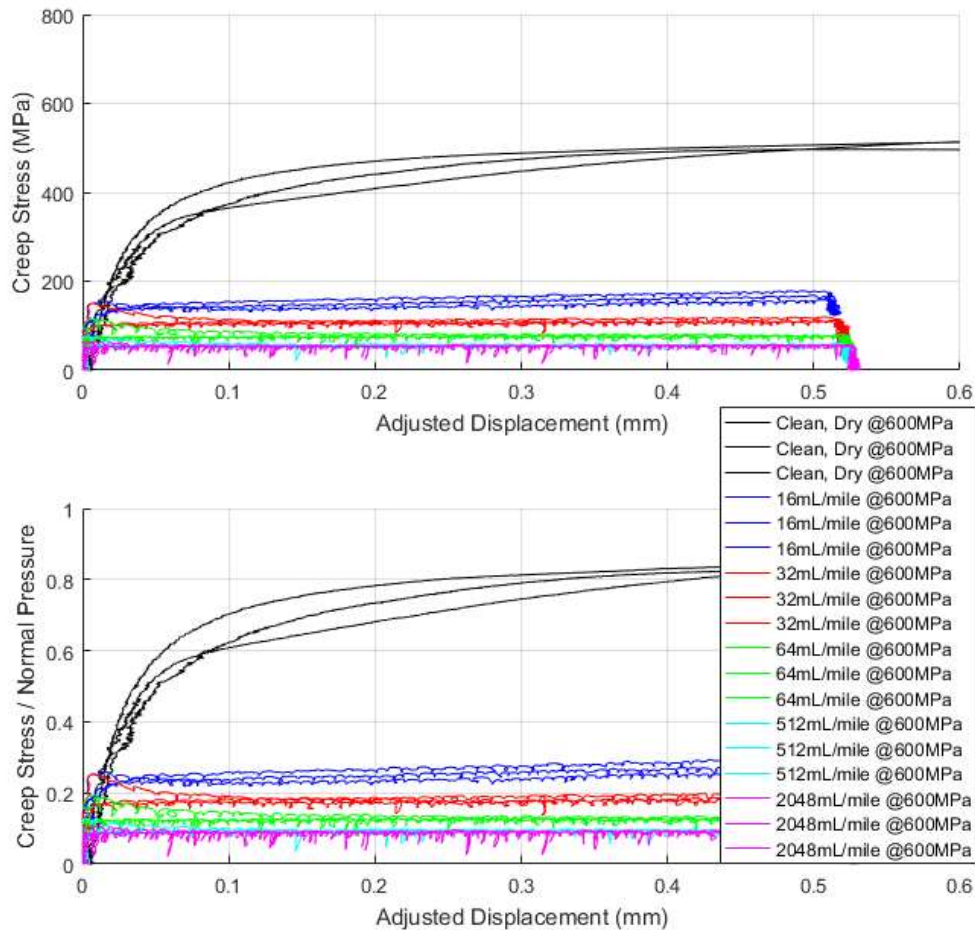 800
600
400
200
0
Creep Stress (MPa)
0 0.1 0.2 0.3 0.4 0.5 0.6
Adjusted Displacement (mm)
Clean, Dry @600MPa
Clean, Dry @600MPa
Clean, Dry @600MPa
16mL/mile @600MPa
16mL/mile @600MPa
16mL/mile @600MPa
32mL/mile @600MPa
32mL/mile @600MPa
32mL/mile @600MPa
64mL/mile @600MPa
64mL/mile @600MPa
64mL/mile @600MPa
512mL/mile @600MPa
512mL/mile @600MPa
512mL/mile @600MPa
2048mL/mile @600MPa
2048mL/mile @600MPa
2048mL/mile @600MPa
1
0.8
0.6
0.4
0.2
0
Creep Stress / Normal Pressure
0 0.1 0.2 0.3 0.4 0.5 0.6
Adjusted Displacement (mm)